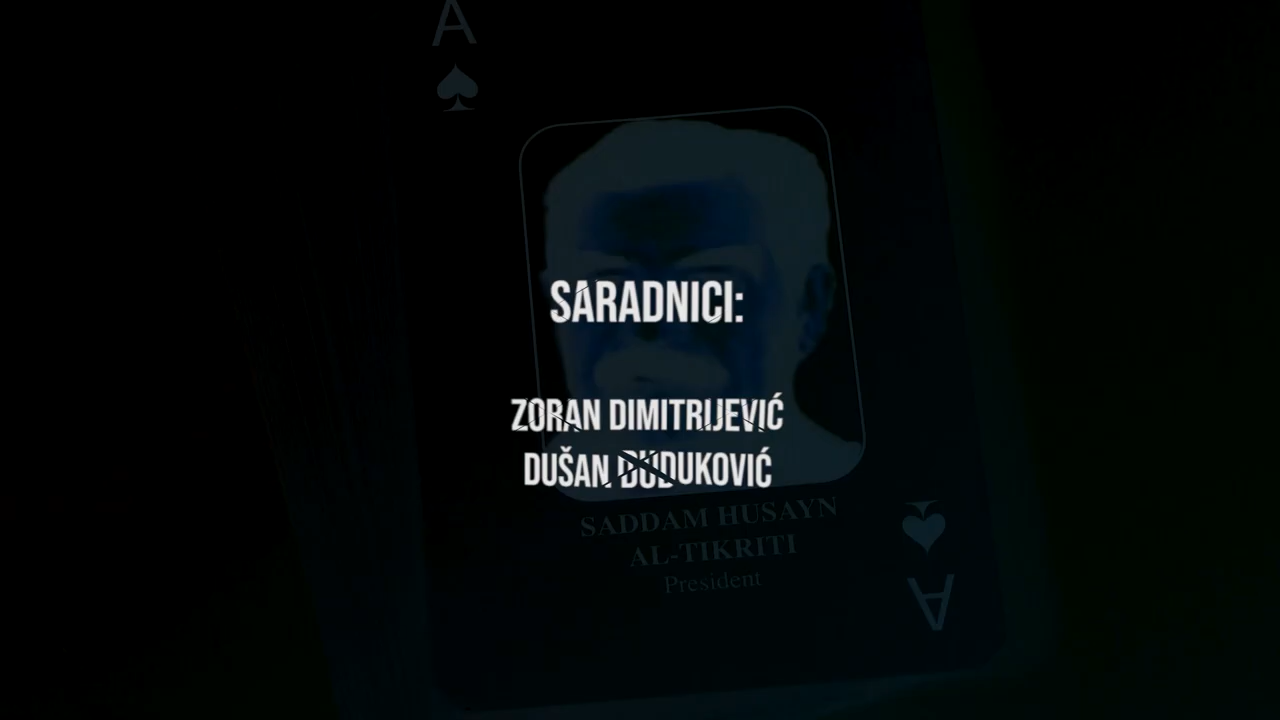 A
SARADNICI:
ZORAN DIMITRIJEVIĆ
DUŠAN DUDUKOVIĆ
SADDAM HUSAYN
AL-TIKRITI
President
A